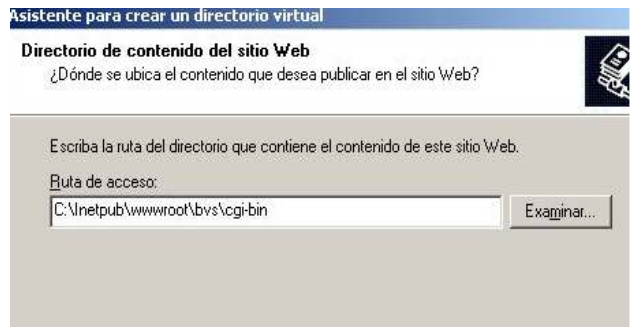 Asistente para crear un directorio virtual
Directorio de contenido del sitio Web
¿Dónde se ubica el contenido que desea publicar en el sitio Web?
Escriba la ruta del directorio que contiene el contenido de este sitio Web.
Ruta de acceso:
C:\Inetpub\wwwroot\bvs\cgi-bin
Examinar...